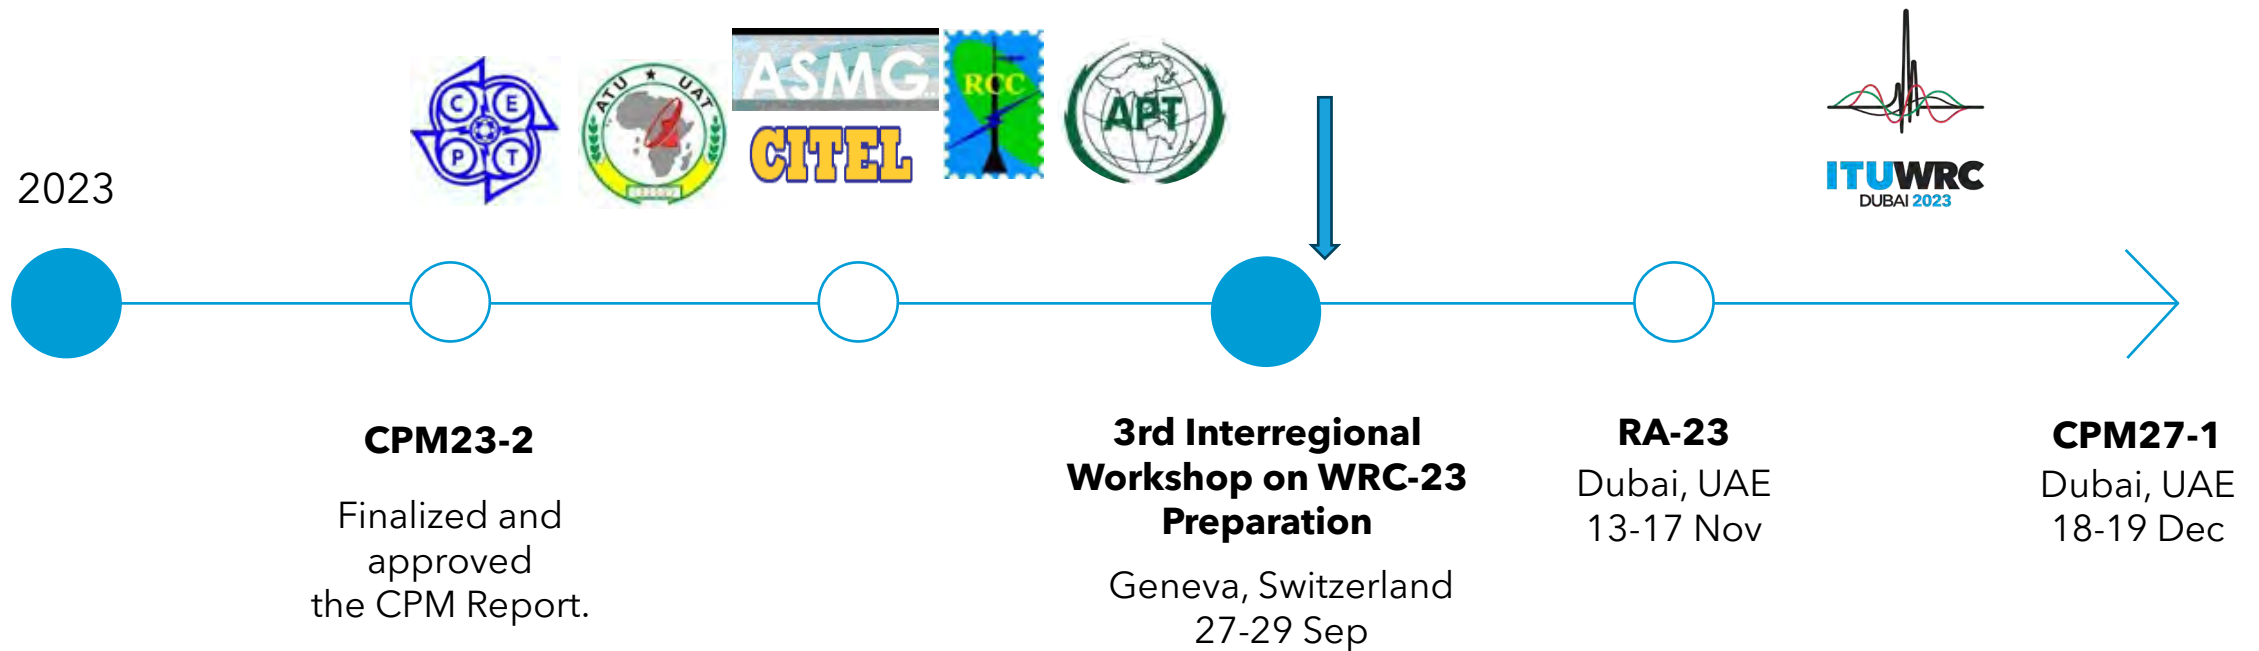 2023
C E
P T
ATU ★ UAT
ASMG
CITEL
RCC
APT
ITUWRC
DUBAI 2023
CPM23-2
Finalized and
approved
the CPM Report.
3rd Interregional
Workshop on WRC-23
Preparation
Geneva, Switzerland
27-29 Sep
RA-23
Dubai, UAE
13-17 Nov
CPM27-1
Dubai, UAE
18-19 Dec